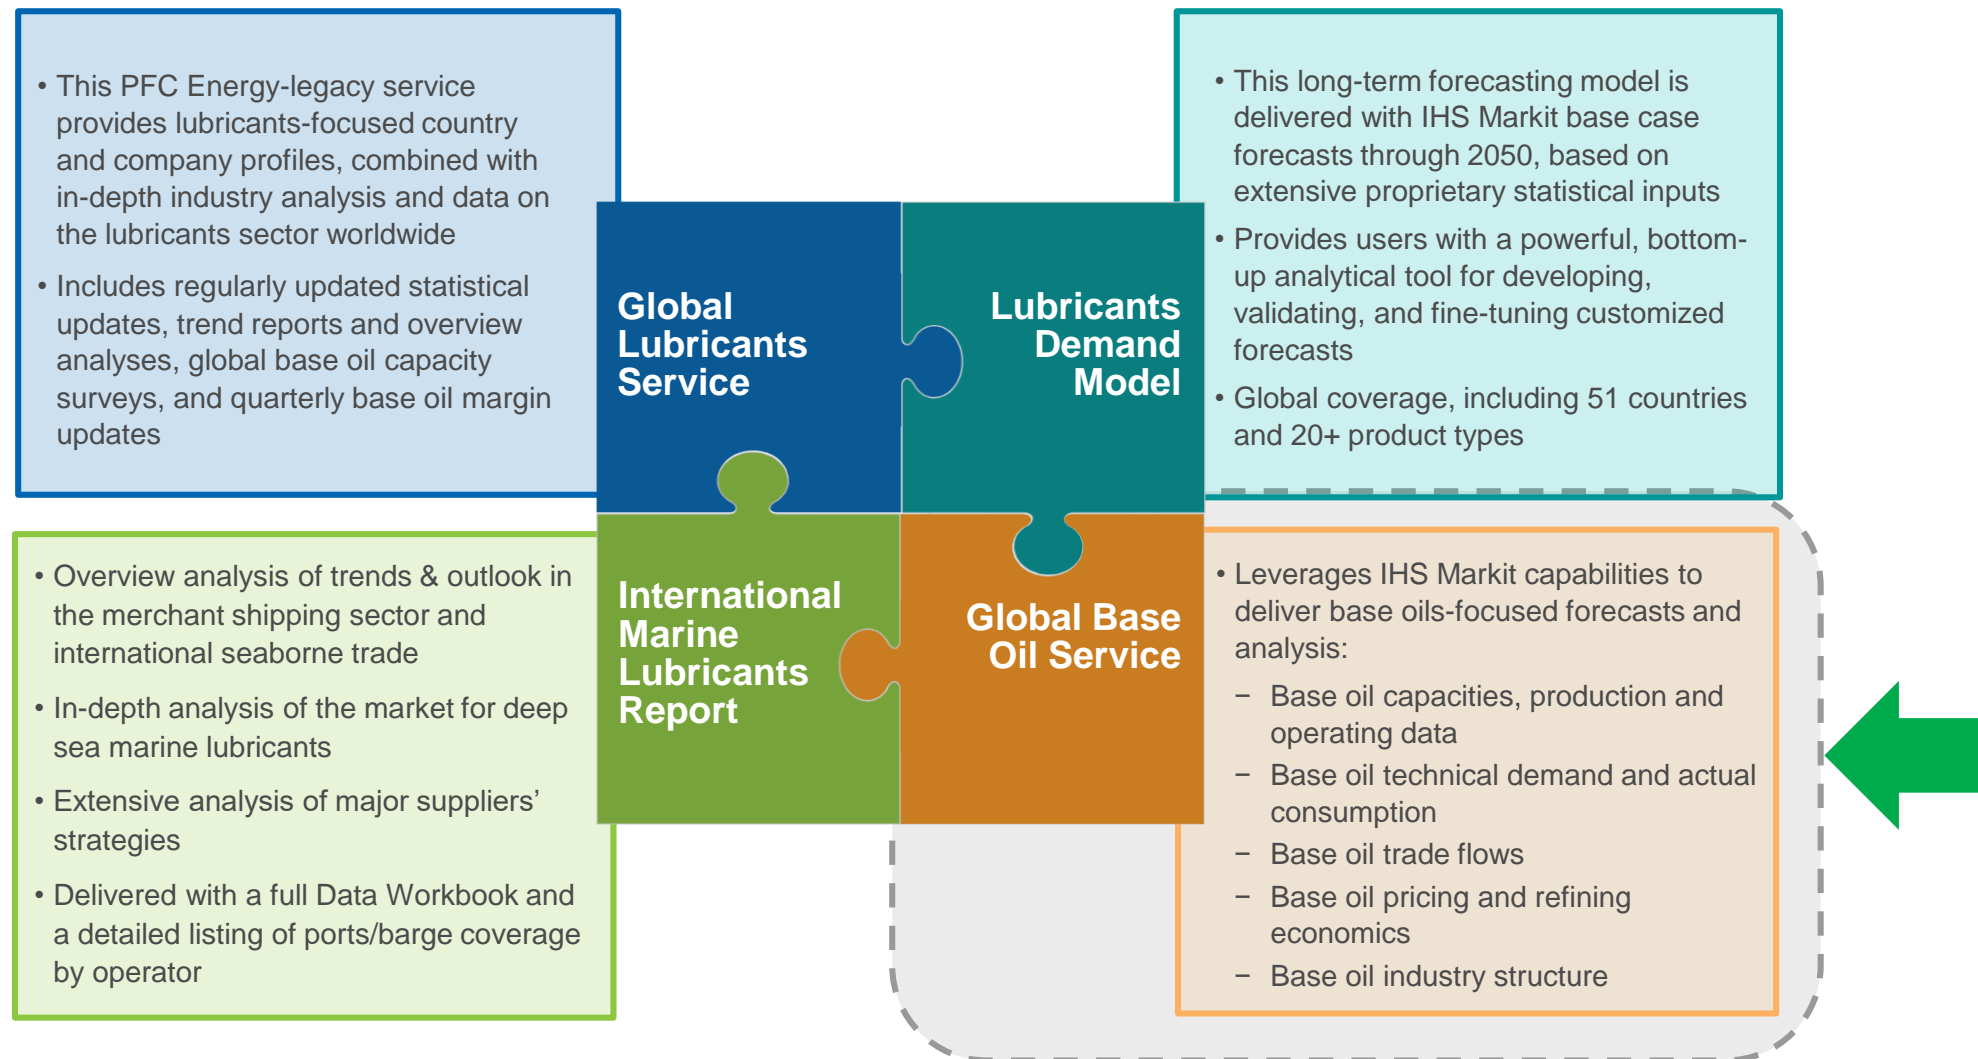 • This PFC Energy-legacy service
provides lubricants-focused country
and company profiles, combined with
in-depth industry analysis and data on
the lubricants sector worldwide
• Includes regularly updated statistical
updates, trend reports and overview
analyses, global base oil capacity
surveys, and quarterly base oil margin
updates
Global
Lubricants
Service
Lubricants
Demand
Model
• This long-term forecasting model is
delivered with IHS Markit base case
forecasts through 2050, based on
extensive proprietary statistical inputs
• Provides users with a powerful, bottom-
up analytical tool for developing,
validating, and fine-tuning customized
forecasts
• Global coverage, including 51 countries
and 20+ product types
• Overview analysis of trends & outlook in
the merchant shipping sector and
international seaborne trade
• In-depth analysis of the market for deep
sea marine lubricants
• Extensive analysis of major suppliers’
strategies
• Delivered with a full Data Workbook and
a detailed listing of ports/barge coverage
by operator
International
Marine
Lubricants
Report
Global Base
Oil Service
• Leverages IHS Markit capabilities to
deliver base oils-focused forecasts and
analysis:
− Base oil capacities, production and
operating data
− Base oil technical demand and actual
consumption
− Base oil trade flows
− Base oil pricing and refining
economics
− Base oil industry structure